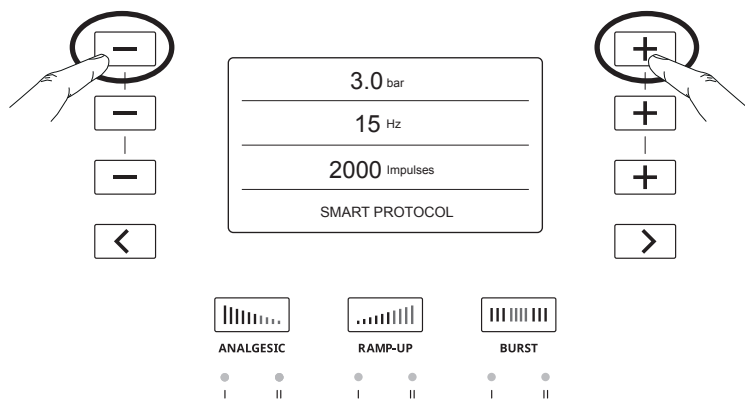 3.0 bar
15 Hz
2000 Impulses
SMART PROTOCOL
ANALGESIC RAMP-UP BURST
I II I II I II